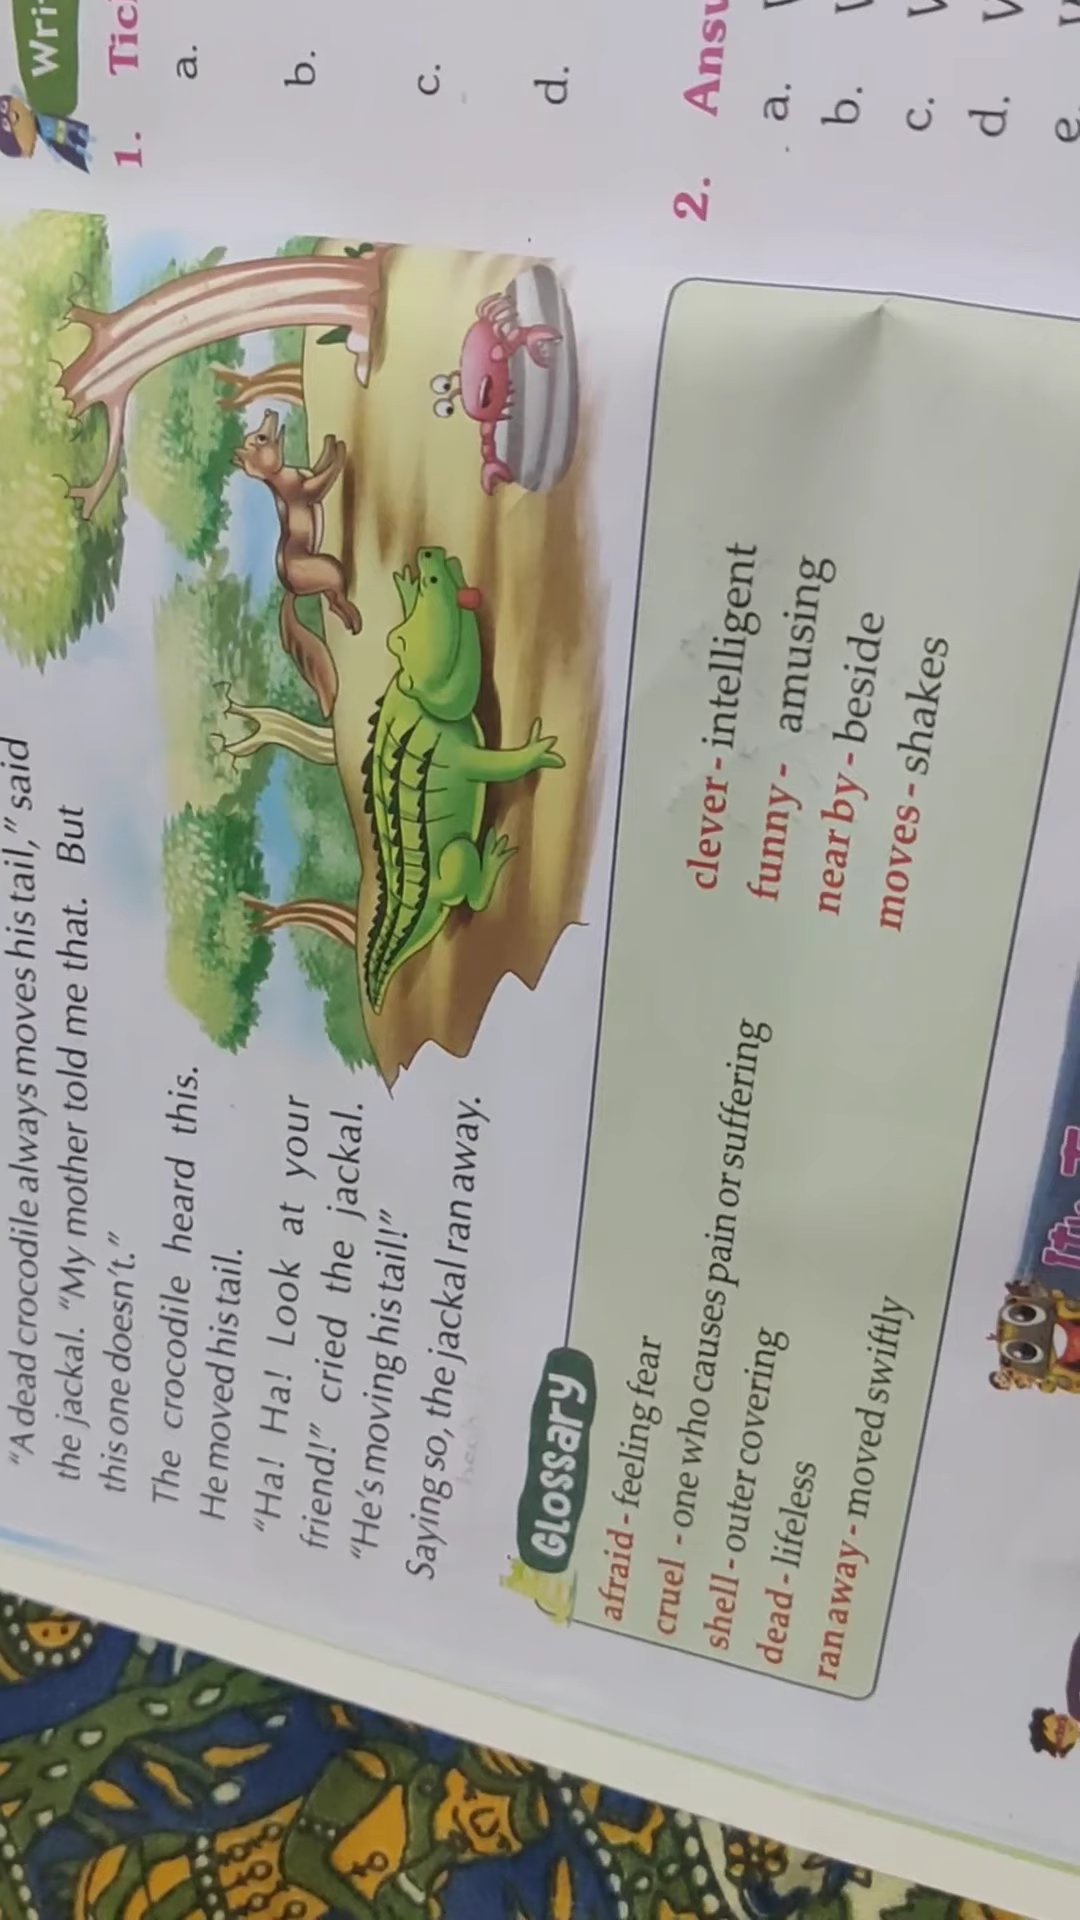 "A dead crocodile always moves his tail," said
the jackal. "My mother told me that. But
this one doesn't."
The crocodile heard this.
He moved his tail.
"Ha! Ha! Look at your
friend!" cried the jackal.
"He's moving his tail!"
Saying so, the jackal ran away.
GLOSSARY
afraid - feeling fear
cruel - one who causes pain or suffering
shell - outer covering
dead - lifeless
ran away - moved swiftly
clever - intelligent
funny - amusing
near by - beside
moves - shakes
1.
a.
b.
c.
d.
2.
a.
b.
c.
d.
e.